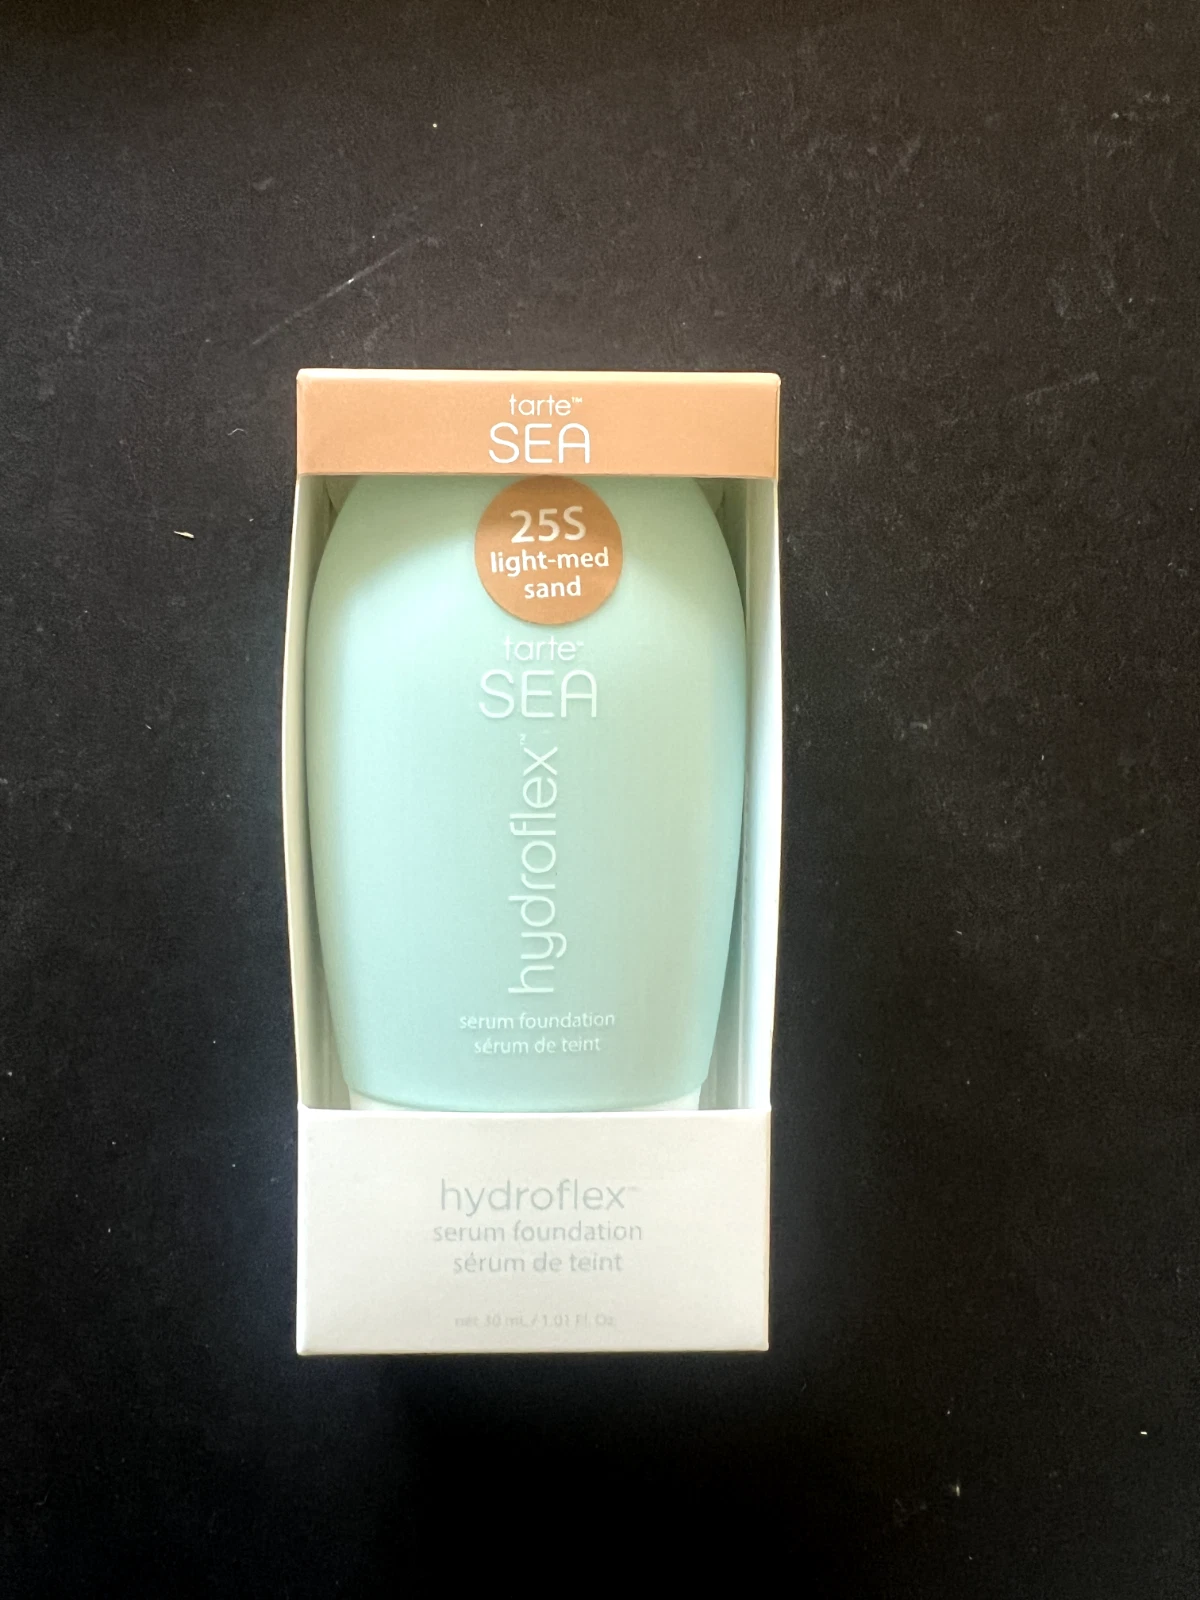 tarte™
SEA
25S
light-med
sand
tarte™
SEA
hydroflex™
serum foundation
sérum de teint
hydroflex™
serum foundation
sérum de teint
net 30 mL / 1.01 Fl. Oz.